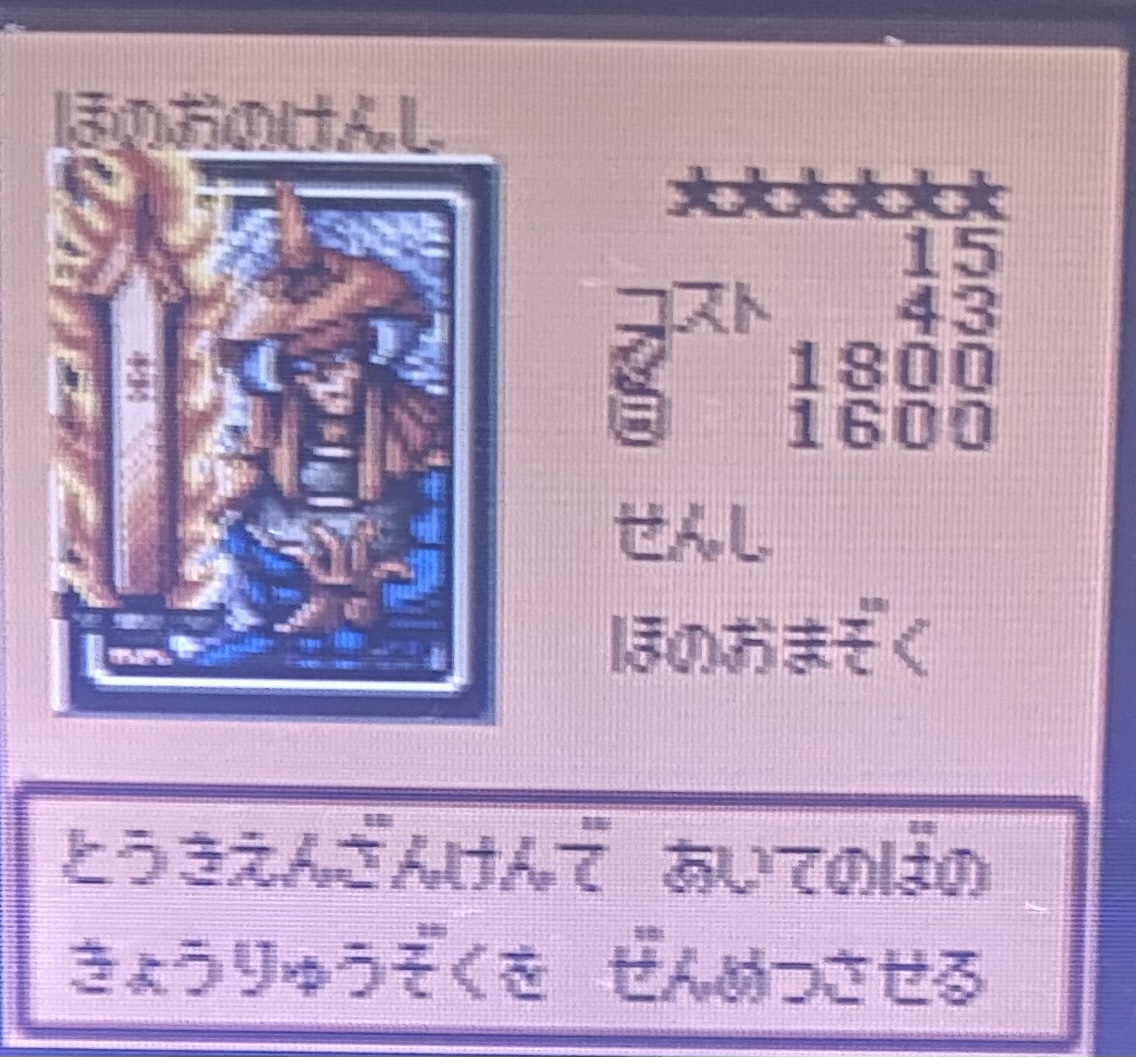 ほのおのけんし
★★★★★★
15
コスト 43
1800
1600
せんし
ほのおまぞく
とうきえんざんけんで あいてのばの
きょうりゅうぞくを ぜんめつさせる